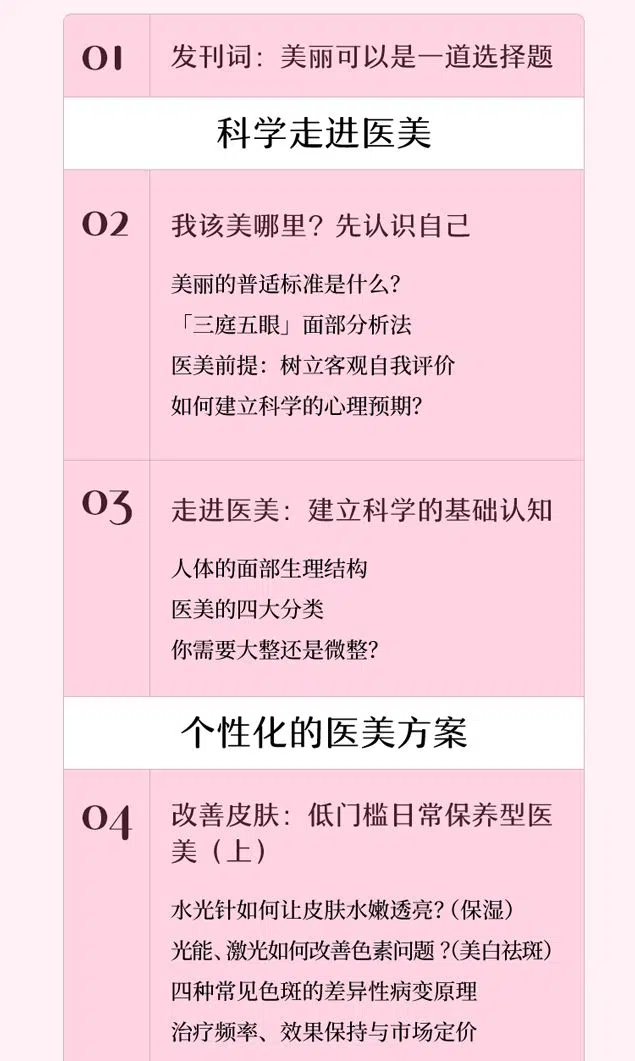 01 发刊词：美丽可以是一道选择题
科学走进医美
02 我该美哪里？先认识自己
美丽的普适标准是什么？
「三庭五眼」面部分析法
医美前提：树立客观自我评价
如何建立科学的心理预期？
03 走进医美：建立科学的基础认知
人体的面部生理结构
医美的四大分类
你需要大整还是微整？
个性化的医美方案
04 改善皮肤：低门槛日常保养型医
美（上）
水光针如何让皮肤水嫩透亮？（保湿）
光能、激光如何改善色素问题？（美白祛斑）
四种常见色斑的差异性病变原理
治疗频率、效果保持与市场定价